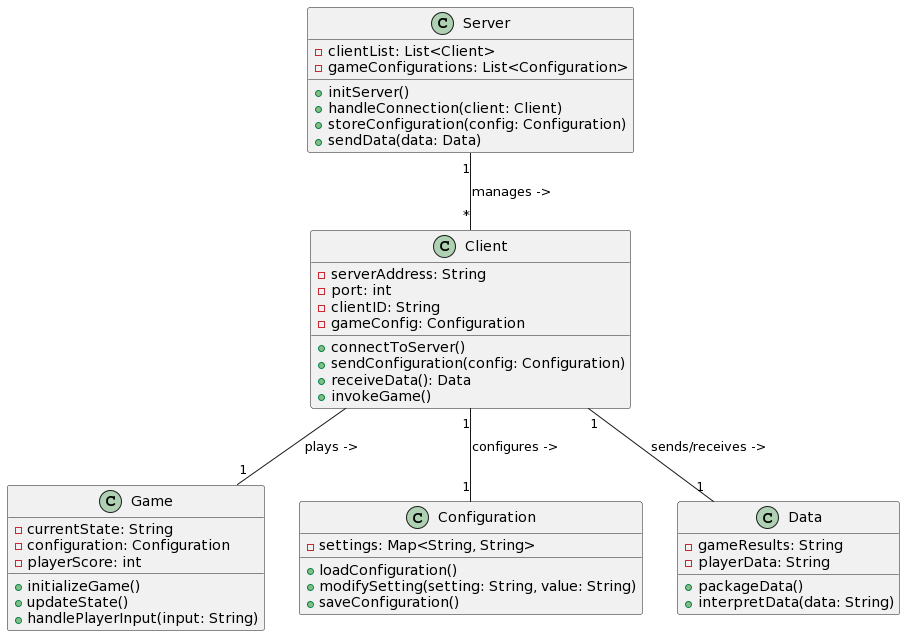 C Server
clientList: List<Client>
gameConfigurations: List<Configuration>
initServer()
handleConnection(client: Client)
storeConfiguration(config: Configuration)
sendData(data: Data)
1
manages ->
*
C Client
serverAddress: String
port: int
clientID: String
gameConfig: Configuration
connectToServer()
sendConfiguration(config: Configuration)
receiveData(): Data
invokeGame()
1 1
plays -> configures -> sends/receives ->
1 1 1
C Game
currentState: String
configuration: Configuration
playerScore: int
initializeGame()
updateState()
handlePlayerInput(input: String)
C Configuration
settings: Map<String, String>
loadConfiguration()
modifySetting(setting: String, value: String)
saveConfiguration()
C Data
gameResults: String
playerData: String
packageData()
interpretData(data: String)